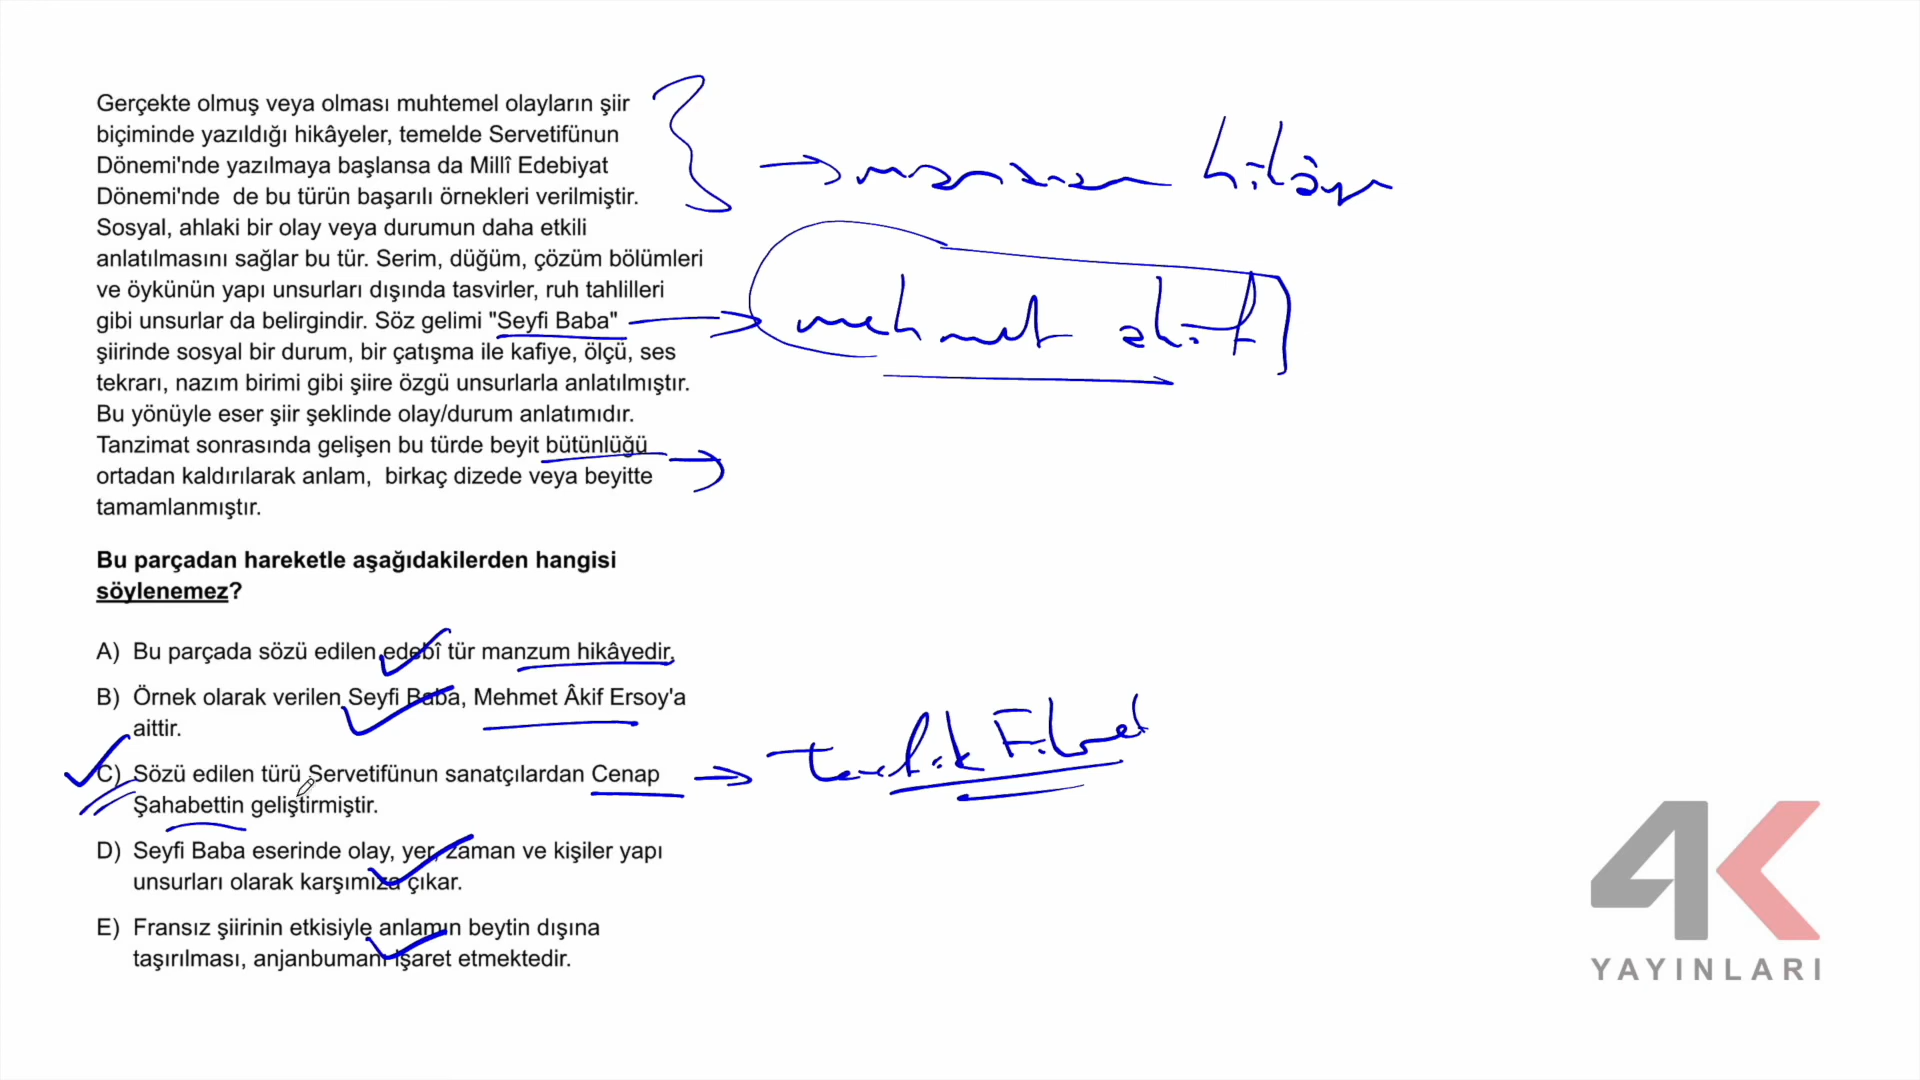 Gerçekte olmuş veya olması muhtemel olayların şiir
biçiminde yazıldığı hikâyeler, temelde Servetifünun
Dönemi'nde yazılmaya başlansa da Millî Edebiyat
Dönemi'nde de bu türün başarılı örnekleri verilmiştir.
Sosyal, ahlaki bir olay veya durumun daha etkili
anlatılmasını sağlar bu tür. Serim, düğüm, çözüm bölümleri
ve öykünün yapı unsurları dışında tasvirler, ruh tahlilleri
gibi unsurlar da belirgindir. Söz gelimi "Seyfi Baba"
şiirinde sosyal bir durum, bir çatışma ile kafiye, ölçü, ses
tekrarı, nazım birimi gibi şiire özgü unsurlarla anlatılmıştır.
Bu yönüyle eser şiir şeklinde olay/durum anlatımıdır.
Tanzimat sonrasında gelişen bu türde beyit bütünlüğü
ortadan kaldırılarak anlam, birkaç dizede veya beyitte
tamamlanmıştır.
mehmet akif
Bu parçadan hareketle aşağıdakilerden hangisi
söylenemez?
A) Bu parçada sözü edilen edebî tür manzum hikâyedir.
B) Örnek olarak verilen Seyfi Baba, Mehmet Âkif Ersoy'a
aittir.
C) Sözü edilen türü Servetifünun sanatçılardan Cenap
Şahabettin geliştirmiştir.
Tevfik Fikret
D) Seyfi Baba eserinde olay, yer, zaman ve kişiler yapı
unsurları olarak karşımıza çıkar.
E) Fransız şiirinin etkisiyle anlamın beytin dışına
taşırılması, anjanbumanı işaret etmektedir.
4K
YAYINLARI